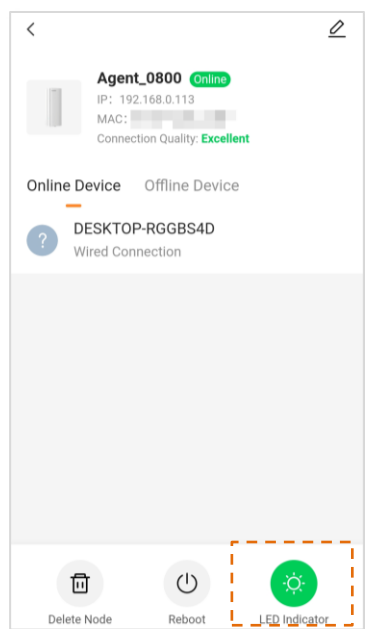 Agent_0800 Online
IP: 192.168.0.113
MAC:
Connection Quality: Excellent
Online Device Offline Device
?
DESKTOP-RGGBS4D
Wired Connection
Delete Node Reboot LED Indicator